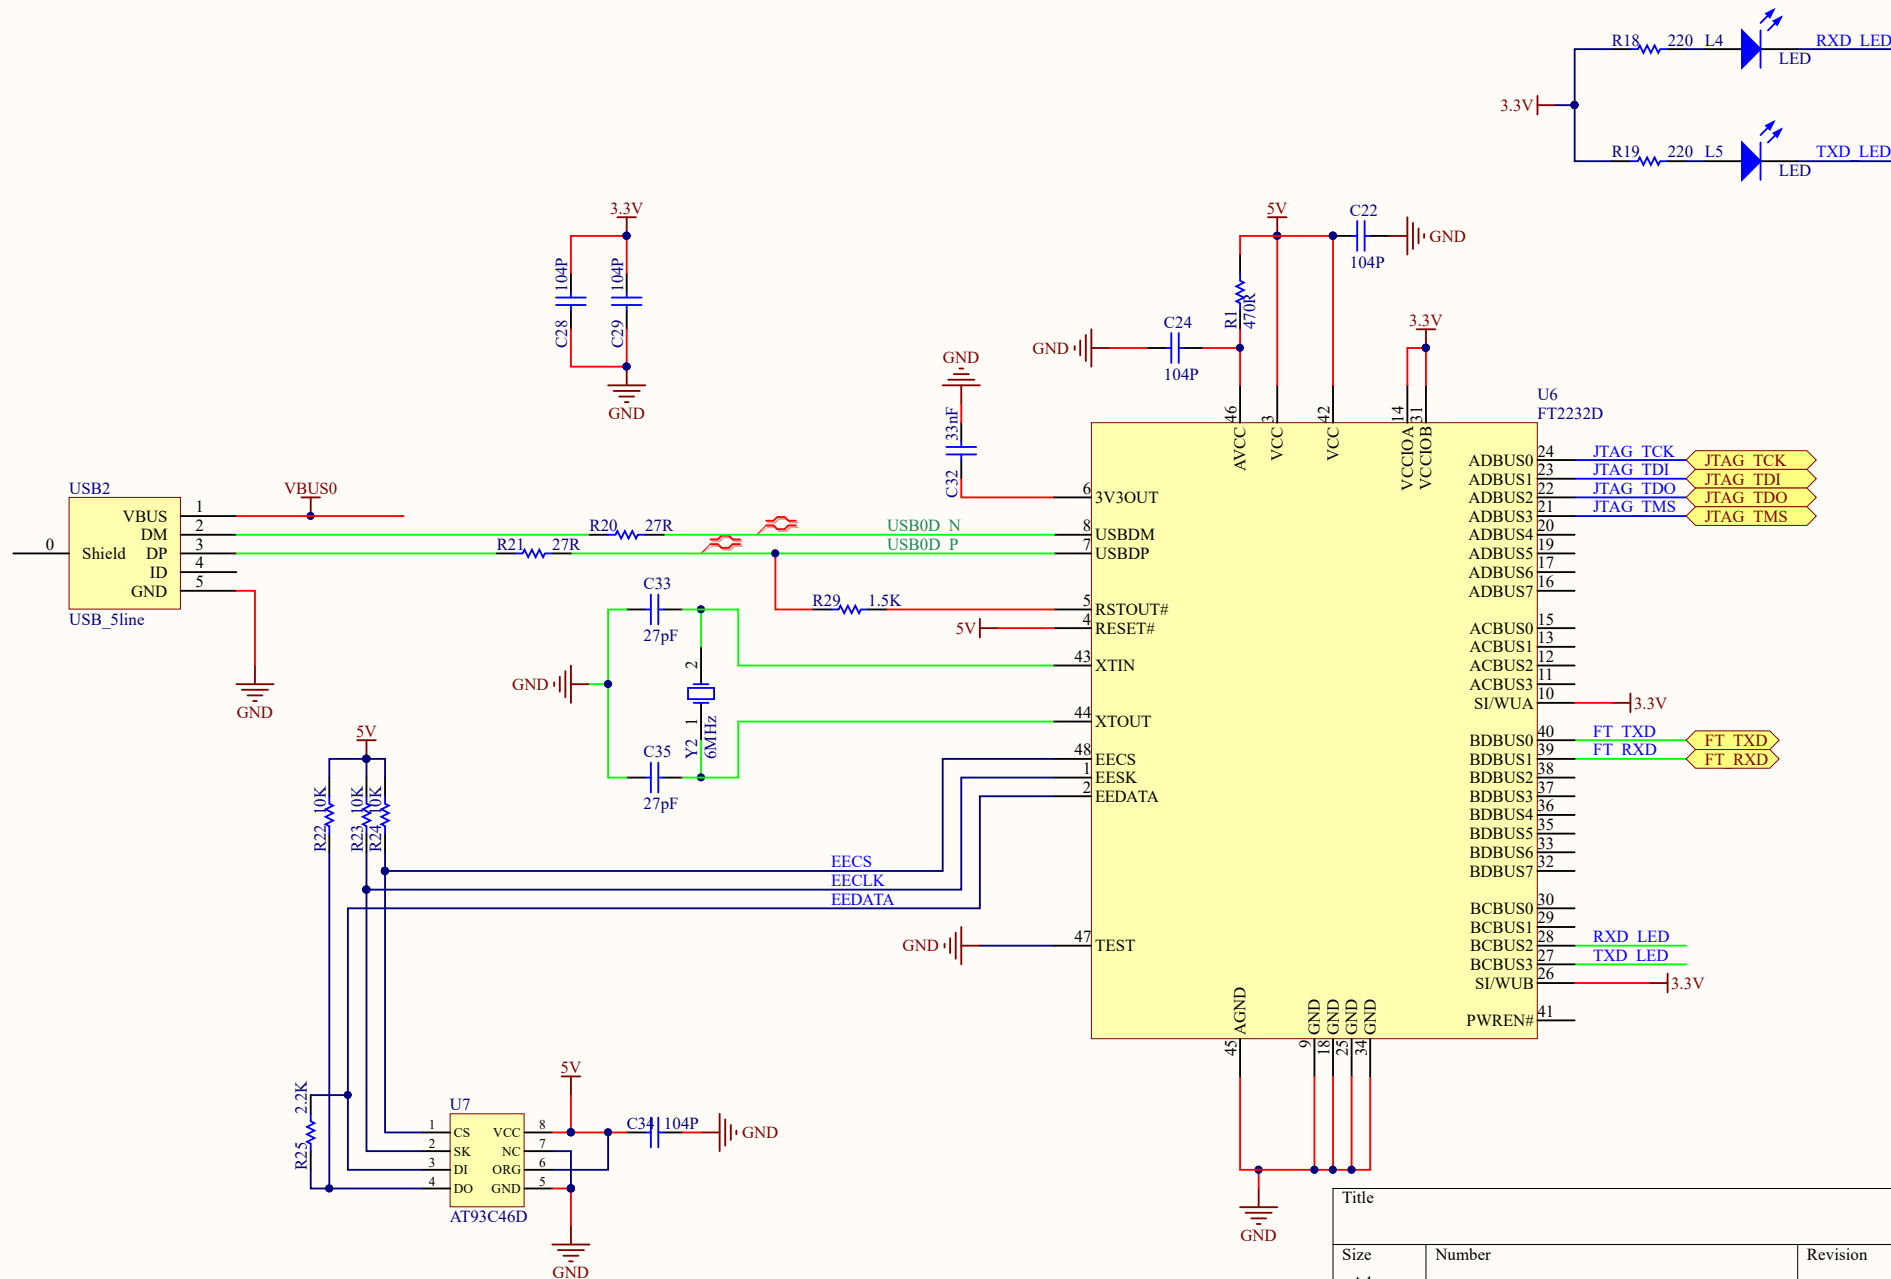 R18 220 L4 LED RXD_LED
3.3V
R19 220 L5 LED TXD_LED
3.3V
C28 104P
C29 104P
GND
5V
C22
104P
GND
R1 470R
C24
104P
GND
3.3V
GND
C32 33nF
U6
FT2232D
46 AVCC
3 VCC
42 VCC
14 VCCIOA
31 VCCIOB
6 3V3OUT
8 USBDM
7 USBDP
5 RSTOUT#
4 RESET#
43 XTIN
44 XTOUT
48 EECS
1 EESK
2 EEDATA
47 TEST
45 AGND
9 GND
18 GND
25 GND
34 GND
ADBUS0 24 JTAG_TCK JTAG_TCK
ADBUS1 23 JTAG_TDI JTAG_TDI
ADBUS2 22 JTAG_TDO JTAG_TDO
ADBUS3 21 JTAG_TMS JTAG_TMS
ADBUS4 20
ADBUS5 19
ADBUS6 17
ADBUS7 16
ACBUS0 15
ACBUS1 13
ACBUS2 12
ACBUS3 11
SI/WUA 10 3.3V
BDBUS0 40 FT_TXD FT_TXD
BDBUS1 39 FT_RXD FT_RXD
BDBUS2 38
BDBUS3 37
BDBUS4 36
BDBUS5 35
BDBUS6 33
BDBUS7 32
BCBUS0 30
BCBUS1 29
BCBUS2 28 RXD_LED
BCBUS3 27 TXD_LED
SI/WUB 26 3.3V
PWREN# 41
GND
USB2
VBUS 1 VBUS0
DM 2
0 Shield DP 3
ID 4
GND 5
USB_5line
GND
R20 27R USB0D_N
R21 27R USB0D_P
R29 1.5K
5V
C33
27pF
GND
2
Y2 1 6MHz
C35
27pF
5V
R22 10K
R23 10K
R24 10K
EECS
EECLK
EEDATA
GND
R25 2.2K
U7
1 CS VCC 8
2 SK NC 7
3 DI ORG 6
4 DO GND 5
AT93C46D
5V
C34 104P GND
GND
Title
Size Number Revision